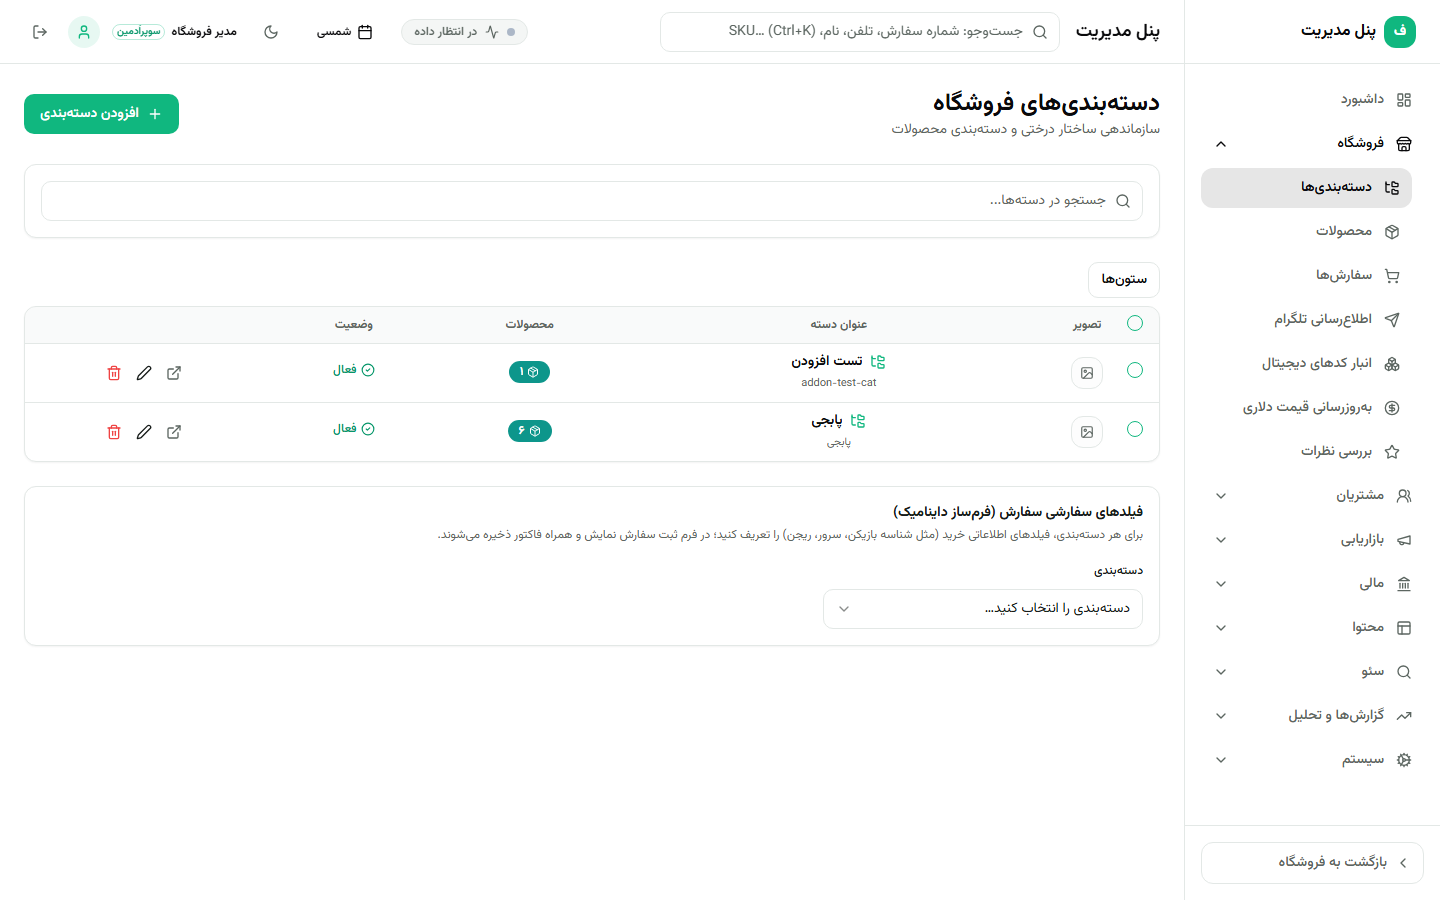 ف
پنل مدیریت
پنل مدیریت
جست‌وجو: شماره سفارش، تلفن، نام، SKU… (Ctrl+K)
در انتظار داده
شمسی
مدیر فروشگاه
سوپرادمین
داشبورد
فروشگاه
دسته‌بندی‌ها
محصولات
سفارش‌ها
اطلاع‌رسانی تلگرام
انبار کدهای دیجیتال
به‌روزرسانی قیمت دلاری
بررسی نظرات
مشتریان
بازاریابی
مالی
محتوا
سئو
گزارش‌ها و تحلیل
سیستم
بازگشت به فروشگاه
دسته‌بندی‌های فروشگاه
سازماندهی ساختار درختی و دسته‌بندی محصولات
افزودن دسته‌بندی
جستجو در دسته‌ها...
ستون‌ها
تصویر
عنوان دسته
محصولات
وضعیت
تست افزودن
addon-test-cat
۱
فعال
پابجی
پابجی
۶
فعال
فیلدهای سفارشی سفارش (فرم‌ساز داینامیک)
برای هر دسته‌بندی، فیلدهای اطلاعاتی خرید (مثل شناسه بازیکن، سرور، ریجن) را تعریف کنید؛ در فرم ثبت سفارش نمایش و همراه فاکتور ذخیره می‌شوند.
دسته‌بندی
دسته‌بندی را انتخاب کنید...